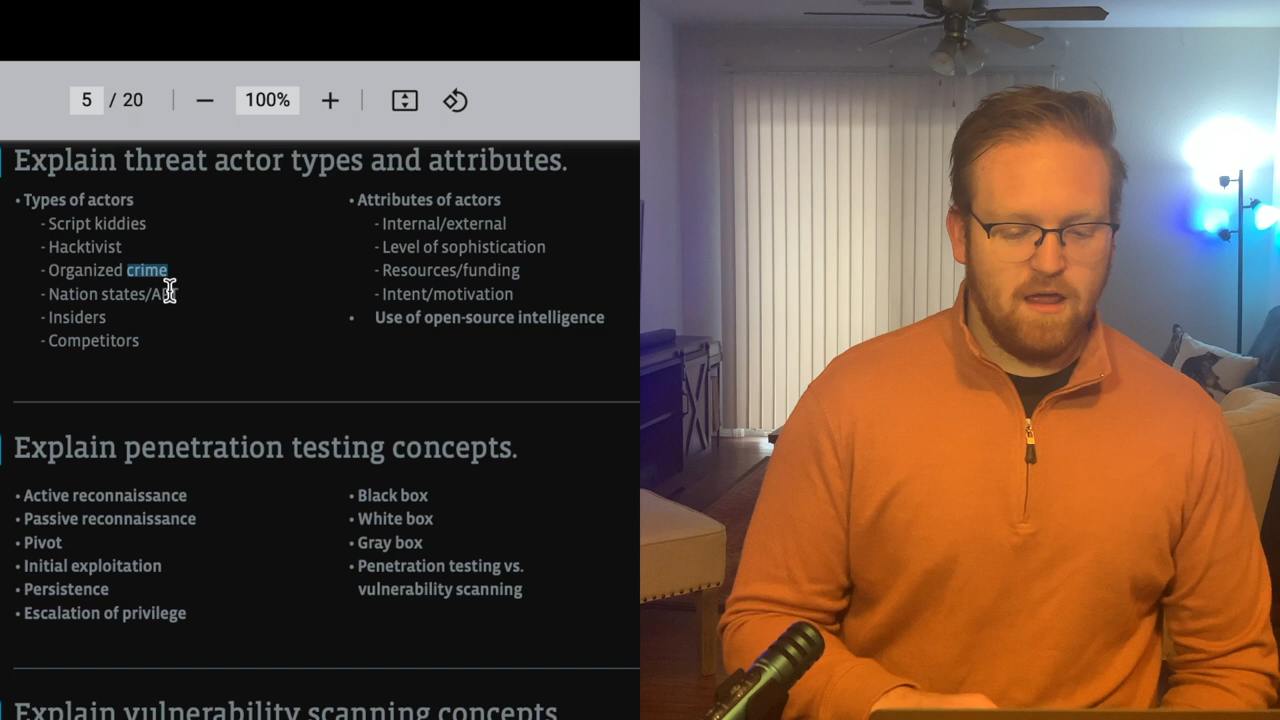 5 / 20 100%
Explain threat actor types and attributes.
• Types of actors
- Script kiddies
- Hacktivist
- Organized crime
- Nation states/APT
- Insiders
- Competitors
• Attributes of actors
- Internal/external
- Level of sophistication
- Resources/funding
- Intent/motivation
• Use of open-source intelligence
Explain penetration testing concepts.
• Active reconnaissance
• Passive reconnaissance
• Pivot
• Initial exploitation
• Persistence
• Escalation of privilege
• Black box
• White box
• Gray box
• Penetration testing vs.
vulnerability scanning
Explain vulnerability scanning concepts